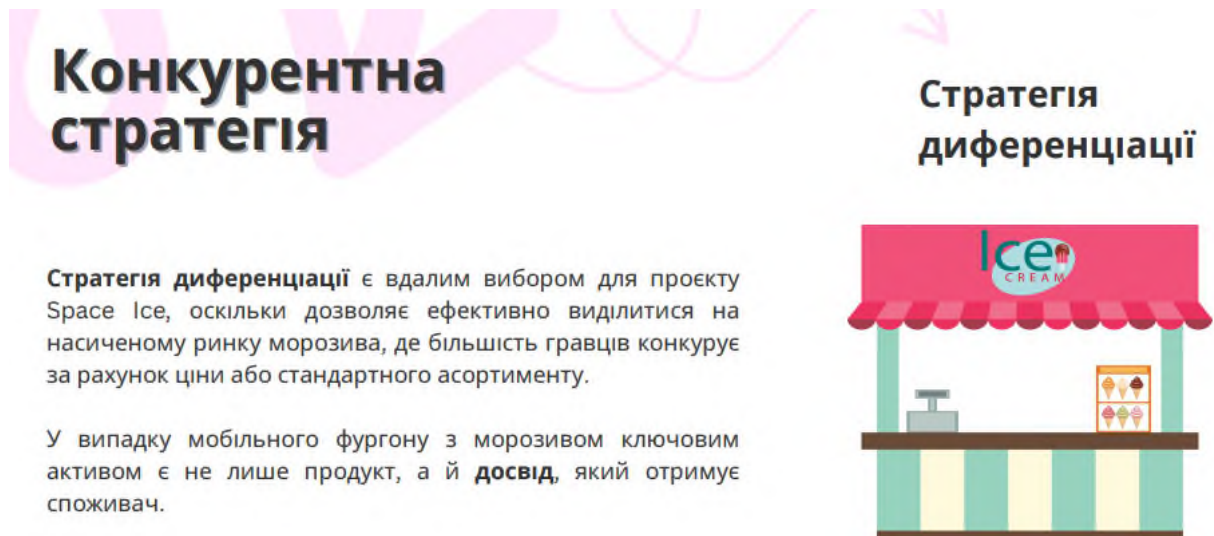 Конкурентна
стратегія
Стратегія
диференціації
Стратегія диференціації є вдалим вибором для проєкту
Space Ice, оскільки дозволяє ефективно виділитися на
насиченому ринку морозива, де більшість гравців конкурує
за рахунок ціни або стандартного асортименту.
У випадку мобільного фургону з морозивом ключовим
активом є не лише продукт, а й досвід, який отримує
споживач.
Ice
CREAM